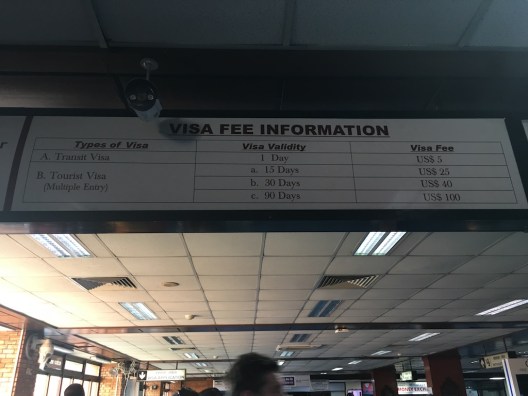 VISA FEE INFORMATION
Types of Visa Visa Validity Visa Fee
A. Transit Visa 1 Day US$ 5
B. Tourist Visa (Multiple Entry) a. 15 Days US$ 25
b. 30 Days US$ 40
c. 90 Days US$ 100